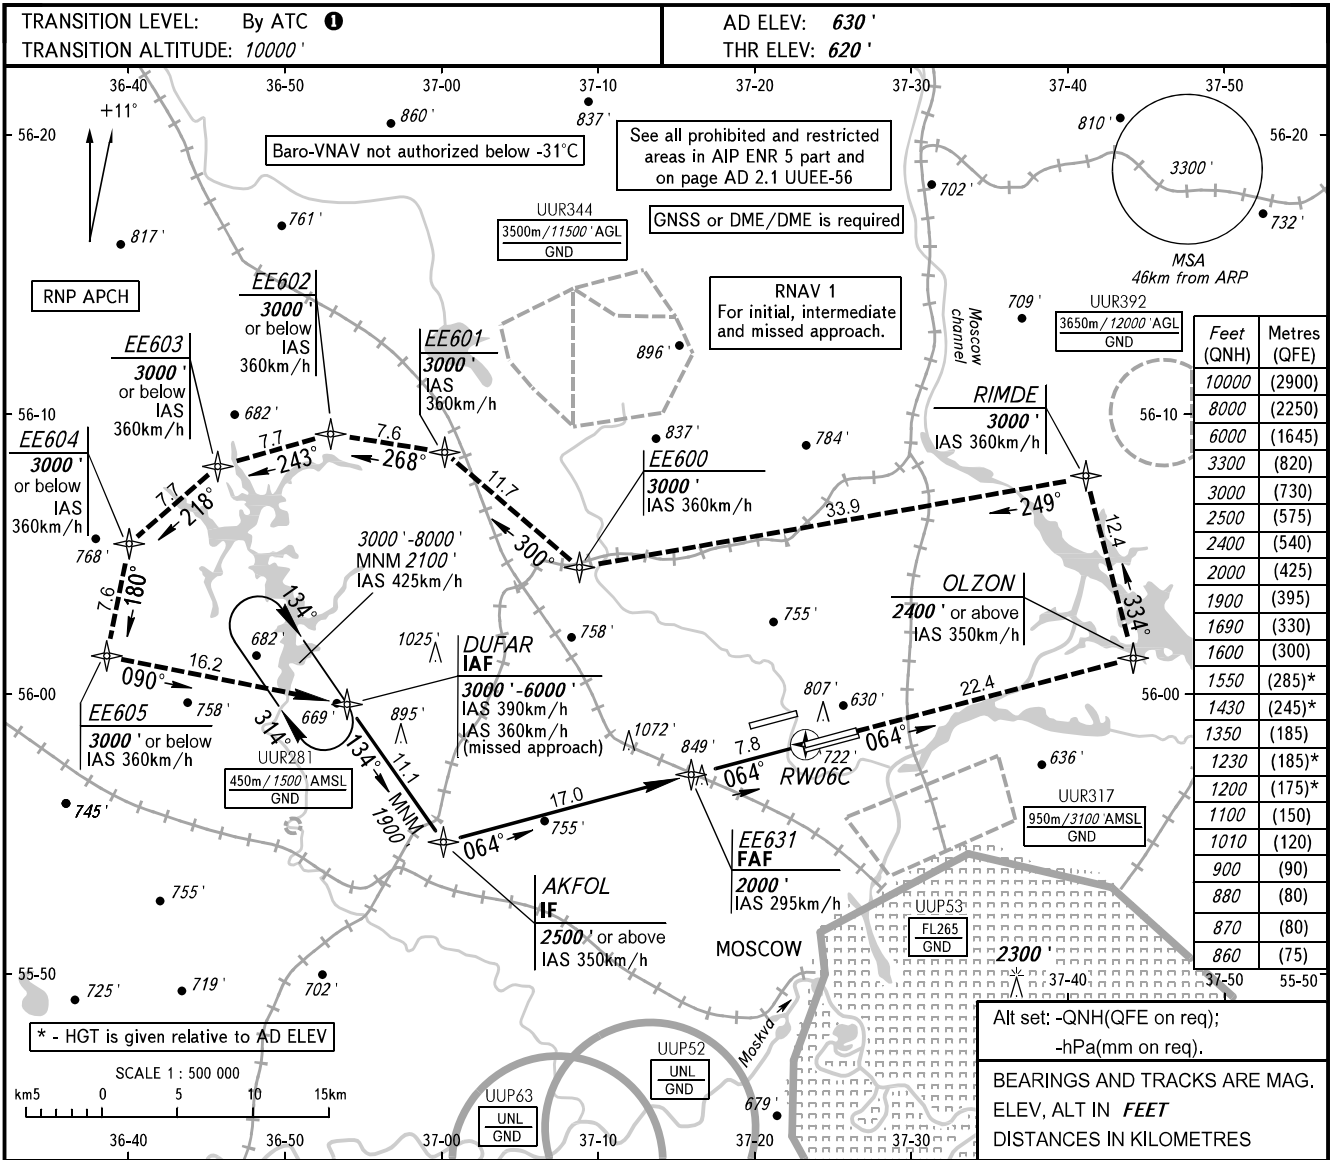 TRANSITION LEVEL: By ATC ❶
TRANSITION ALTITUDE: 10000'
AD ELEV: 630'
THR ELEV: 620'
36-40 36-50 37-00 37-10 37-20 37-30 37-40 37-50
+11°
56-20
860'
837'
810'
56-20
Baro-VNAV not authorized below -31°C
See all prohibited and restricted
areas in AIP ENR 5 part and
on page AD 2.1 UUEE-56
3300'
702'
732'
817'
761'
UUR344
3500m/11500'AGL
GND
GNSS or DME/DME is required
MSA
46km from ARP
RNP APCH
EE602
3000'
or below
IAS
360km/h
RNAV 1
For initial, intermediate
and missed approach.
Moscow
channel
709'
UUR392
3650m/12000'AGL
GND
EE603
3000'
or below
IAS
360km/h
EE601
3000'
IAS
360km/h
896'
Feet
(QNH)
Metres
(QFE)
10000 (2900)
8000 (2250)
6000 (1645)
3300 (820)
3000 (730)
2500 (575)
2400 (540)
2000 (425)
1900 (395)
1690 (330)
1600 (300)
1550 (285)*
1430 (245)*
1350 (185)
1230 (185)*
1200 (175)*
1100 (150)
1010 (120)
900 (90)
880 (80)
870 (80)
860 (75)
RIMDE
3000'
IAS 360km/h
56-10
682'
56-10
EE604
3000'
or below
IAS
360km/h
7.7
243°
7.6
268°
837'
784'
EE600
3000'
IAS 360km/h
7.7
218°
11.7
300°
33.9
249°
12.4
334°
768'
3000'-8000'
MNM 2100'
IAS 425km/h
7.6
180°
134°
OLZON
2400' or above
IAS 350km/h
755'
758'
682'
1025'
DUFAR
IAF
3000'-6000'
IAS 390km/h
IAS 360km/h
(missed approach)
16.2
090°
56-00
807'
630'
22.4
56-00
758'
669'
895'
EE605
3000' or below
IAS 360km/h
314°
134°
11.1
MNM
1900
1072'
849'
7.8
064°
722'
064°
RW06C
636'
UUR281
450m/1500'AMSL
GND
745'
17.0
064°
755'
UUR317
950m/3100'AMSL
GND
EE631
FAF
2000'
IAS 295km/h
755'
AKFOL
IF
2500' or above
IAS 350km/h
MOSCOW
UUP53
FL265
GND
2300'
55-50
725'
719'
702'
37-40
37-50
55-50
* - HGT is given relative to AD ELEV
Moskva
Alt set: -QNH(QFE on req);
-hPa(mm on req).
SCALE 1 : 500 000
km5 0 5 10 15km
UUP52
UNL
GND
UUP63
UNL
GND
679'
BEARINGS AND TRACKS ARE MAG.
ELEV, ALT IN FEET
DISTANCES IN KILOMETRES
36-40 36-50 37-00 37-10 37-20 37-30